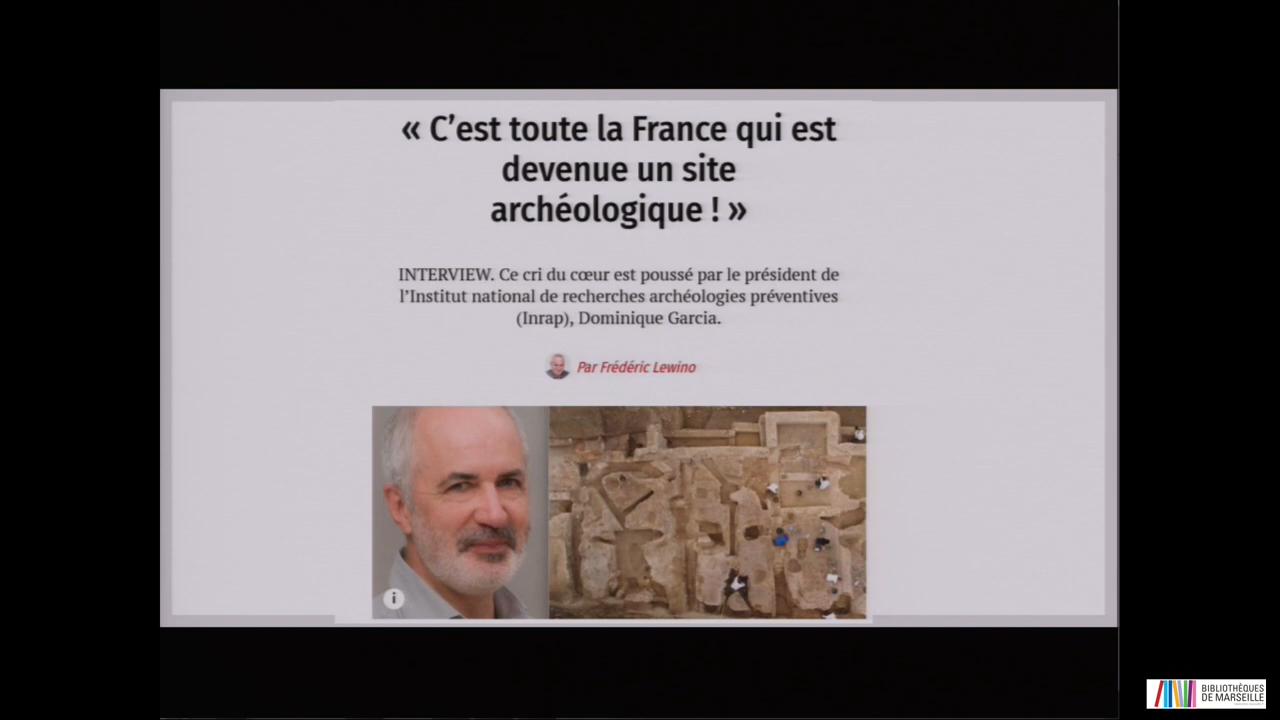 « C’est toute la France qui est
devenue un site
archéologique ! »
INTERVIEW. Ce cri du cœur est poussé par le président de
l’Institut national de recherches archéologies préventives
(Inrap), Dominique Garcia.
Par Frédéric Lewino
i
BIBLIOTHÈQUES
DE MARSEILLE